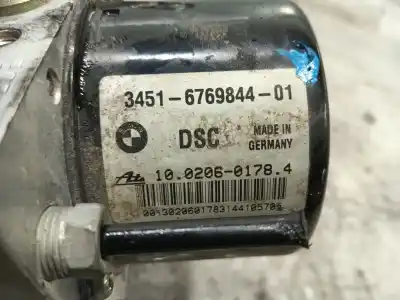 3451-6769844-01
DSC
MADE IN
GERMANY
10.0206-0178.4